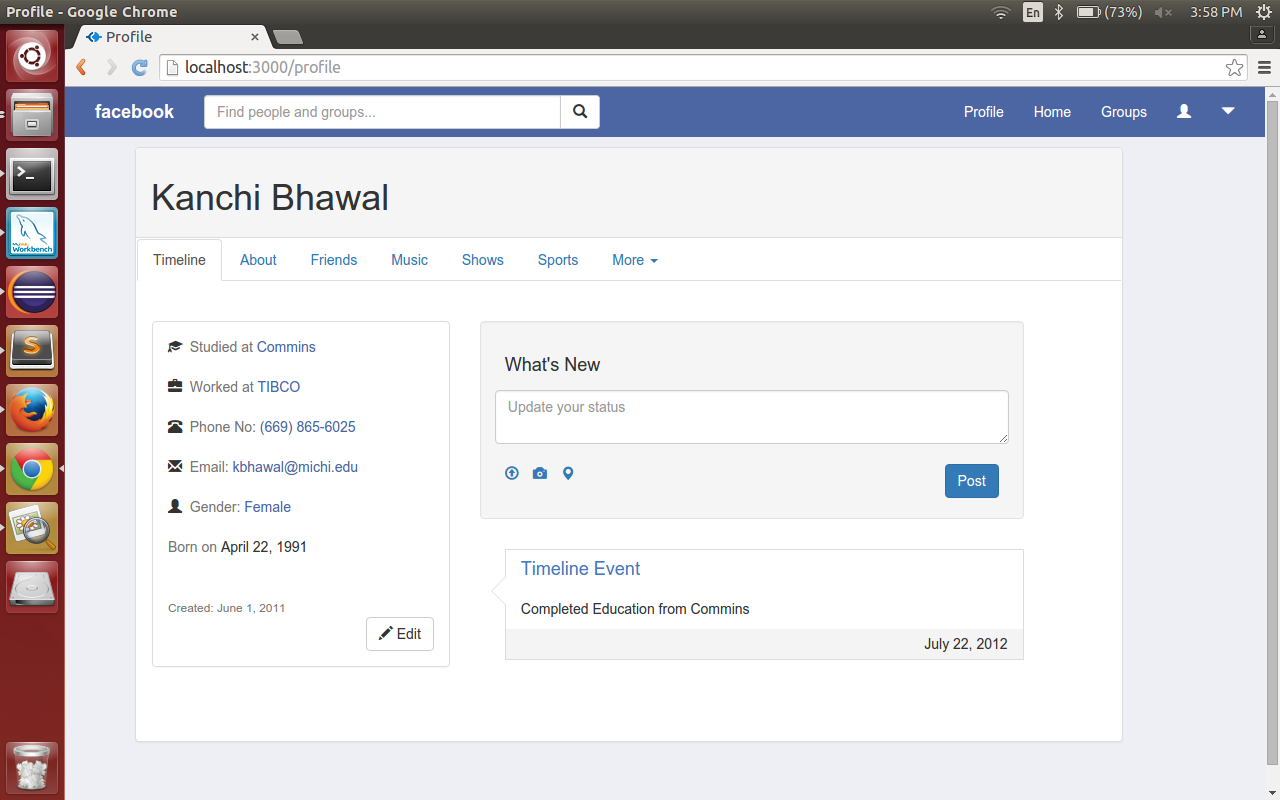 Profile - Google Chrome
En
(73%)
3:58 PM
Profile
localhost:3000/profile
facebook
Find people and groups...
Profile
Home
Groups
Workbench
Kanchi Bhawal
Timeline
About
Friends
Music
Shows
Sports
More
Studied at Commins
Worked at TIBCO
Phone No: (669) 865-6025
Email: kbhawal@michi.edu
Gender: Female
Born on April 22, 1991
Created: June 1, 2011
Edit
What's New
Update your status
Post
Timeline Event
Completed Education from Commins
July 22, 2012